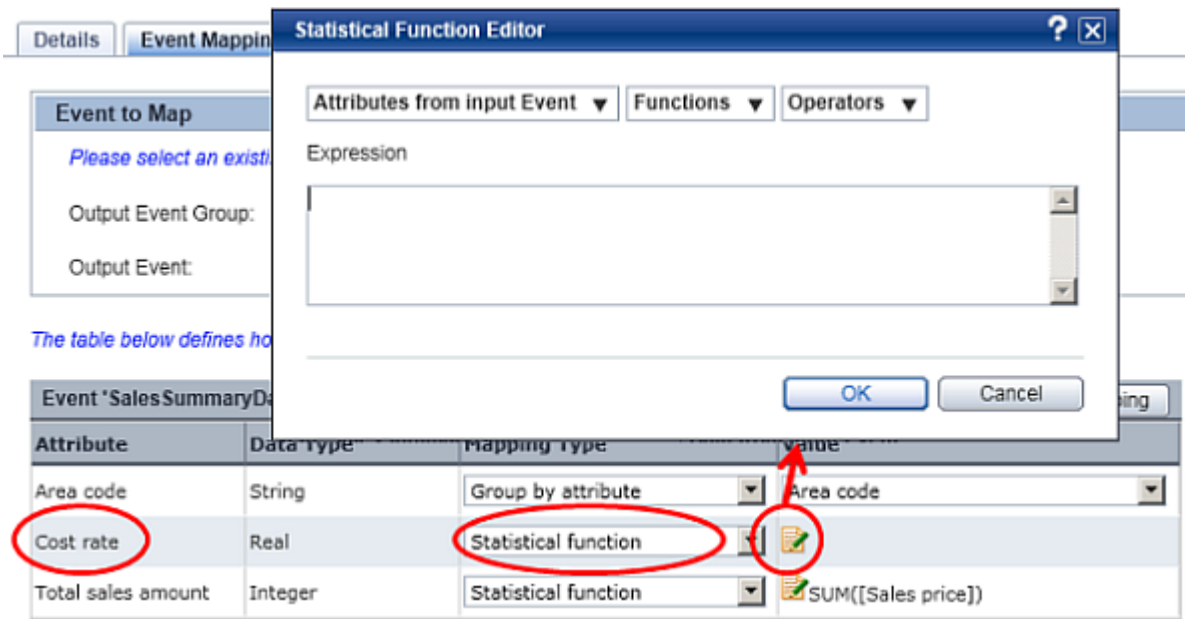 Details Event Mappin
Statistical Function Editor ?
Attributes from input Event Functions Operators
Event to Map
Please select an existi
Expression
Output Event Group:
Output Event:
The table below defines ho
OK Cancel
Event "SalesSummaryDa ing
Attribute Data Type Mapping Type Value
Area code String Group by attribute Area code
Cost rate Real Statistical function
Total sales amount Integer Statistical function SUM([Sales price])